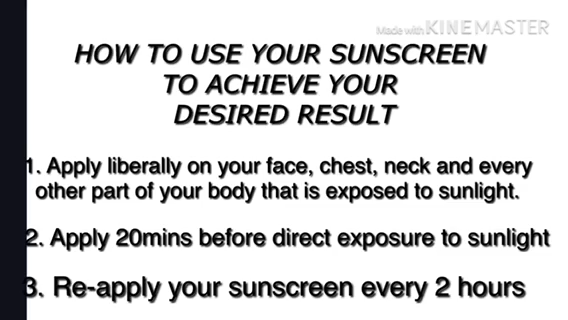 Made with KINEMASTER
HOW TO USE YOUR SUNSCREEN
TO ACHIEVE YOUR
DESIRED RESULT
1. Apply liberally on your face, chest, neck and every
other part of your body that is exposed to sunlight.
2. Apply 20mins before direct exposure to sunlight
3. Re-apply your sunscreen every 2 hours